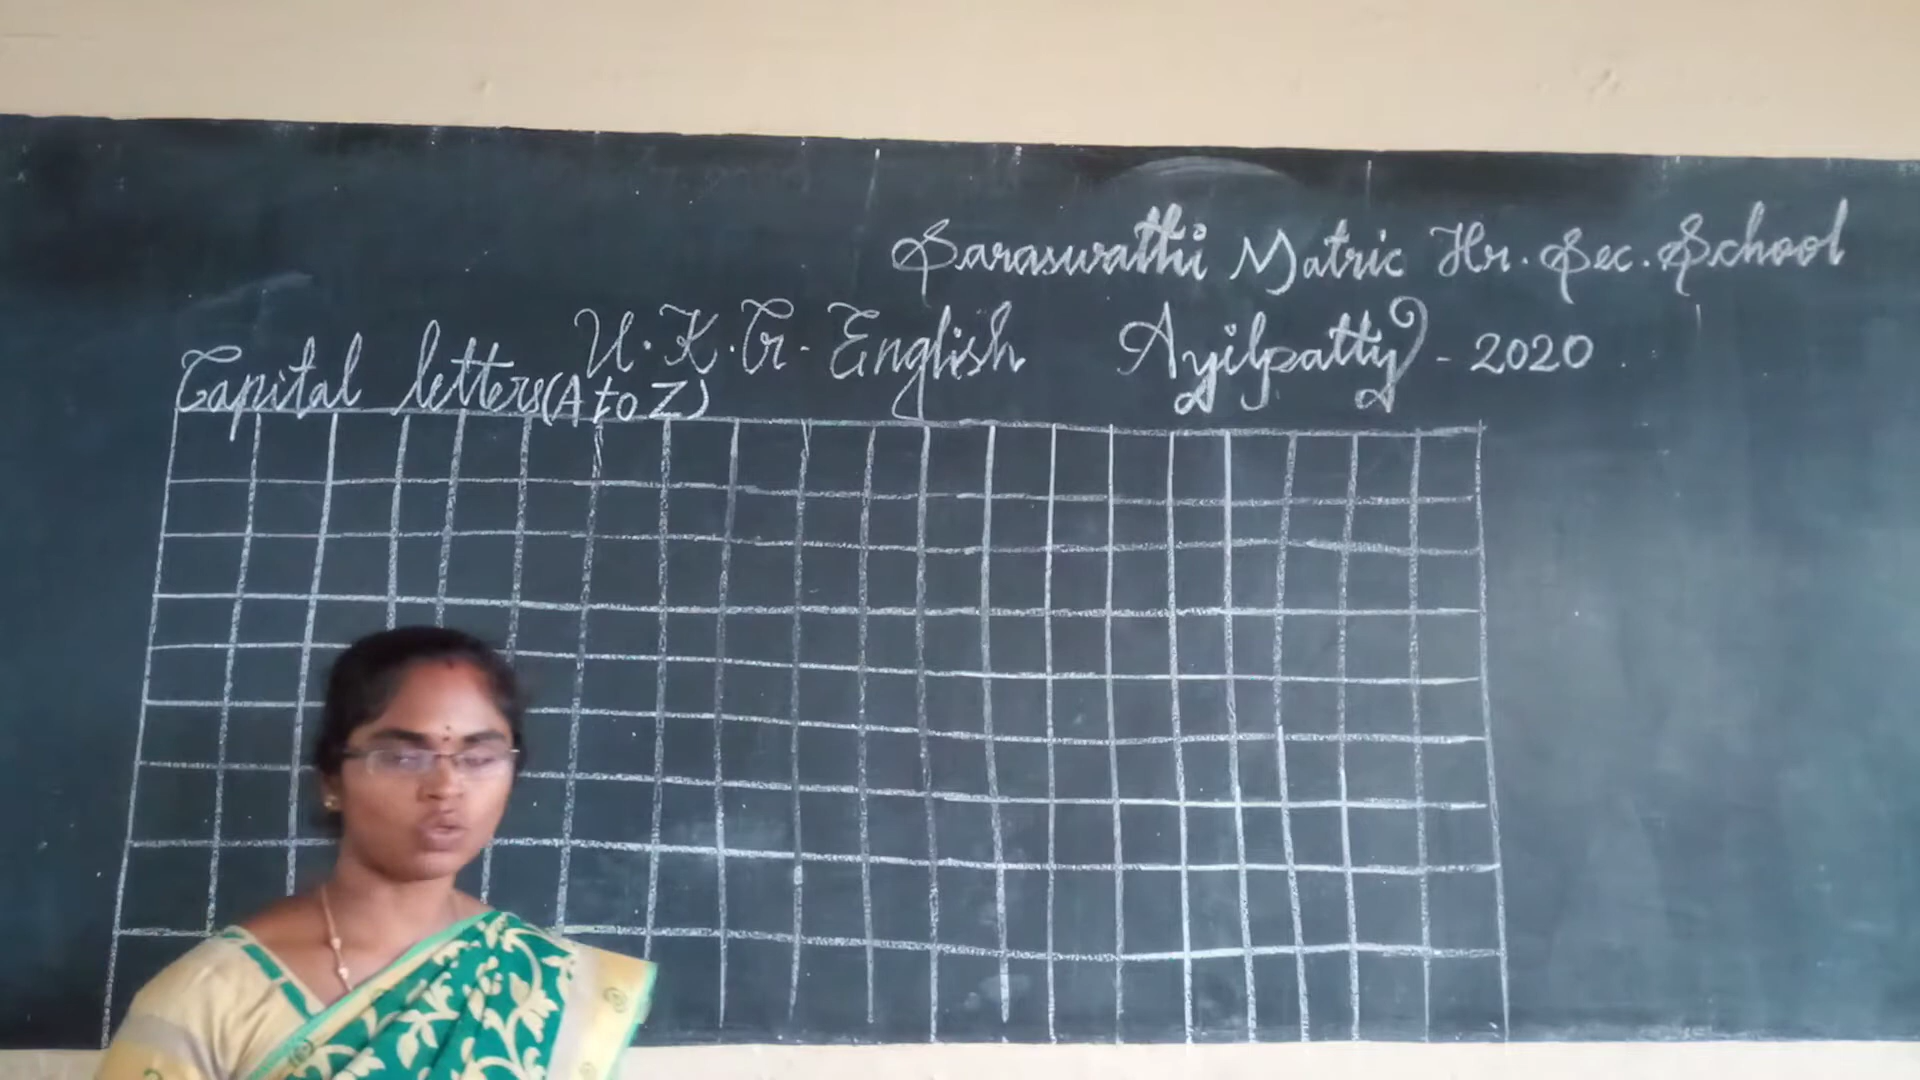 Saraswathi Matric Hr. Sec. School
U.K.G - English Ayilpatty - 2020
Capital letters (A to Z)